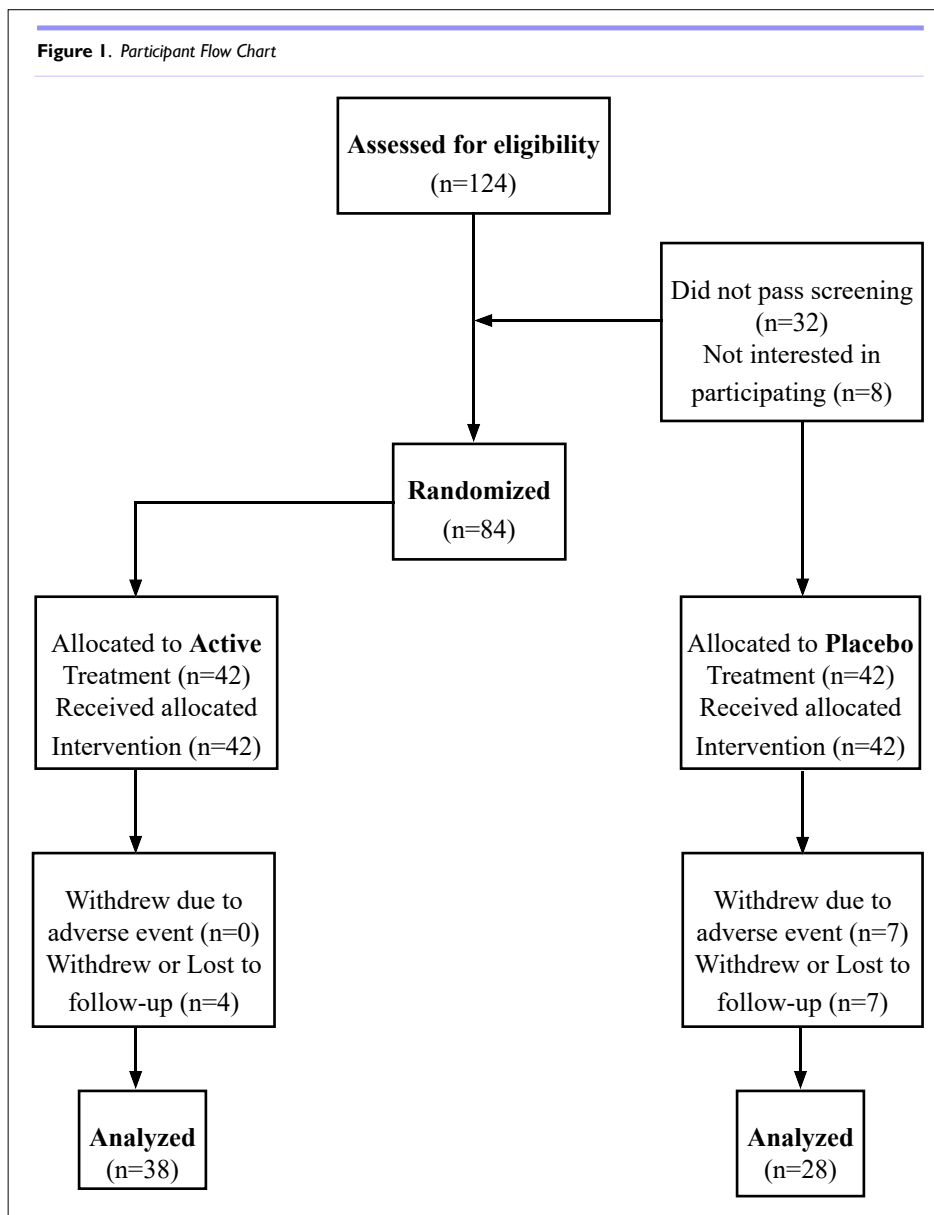 Figure 1. Participant Flow Chart
Assessed for eligibility
(n=124)
Did not pass screening
(n=32)
Not interested in
participating (n=8)
Randomized
(n=84)
Allocated to Active
Treatment (n=42)
Received allocated
Intervention (n=42)
Allocated to Placebo
Treatment (n=42)
Received allocated
Intervention (n=42)
Withdrew due to
adverse event (n=0)
Withdrew or Lost to
follow-up (n=4)
Withdrew due to
adverse event (n=7)
Withdrew or Lost to
follow-up (n=7)
Analyzed
(n=38)
Analyzed
(n=28)